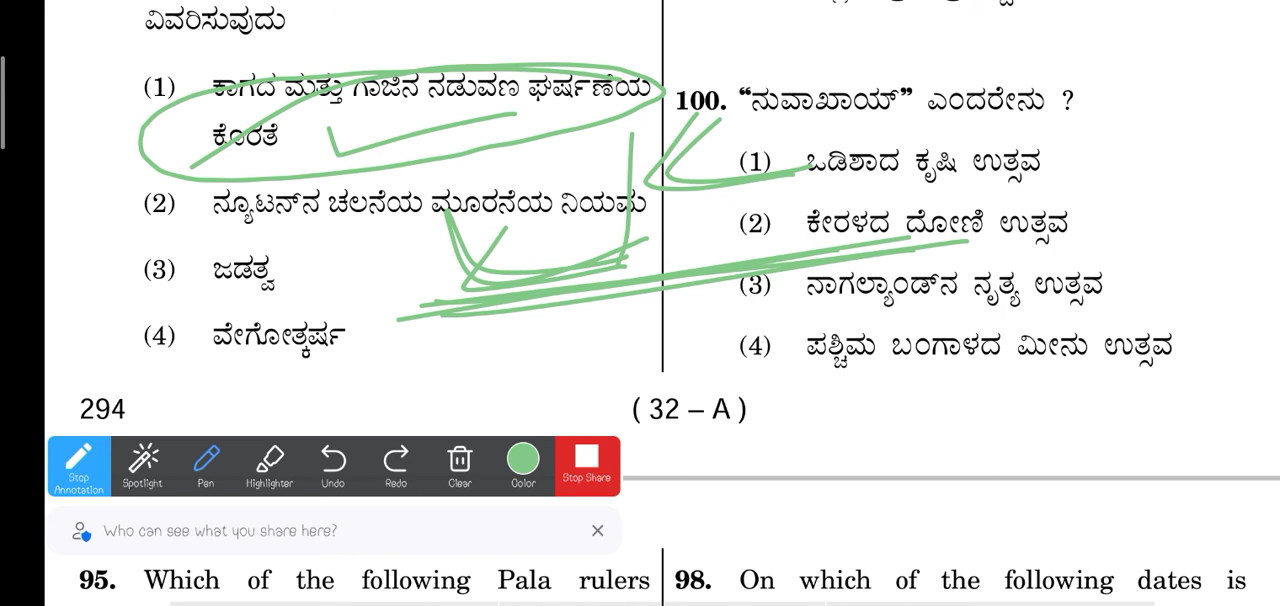 ವಿವರಿಸುವುದು
(1) ಕಾಗದ ಮತ್ತು ಗಾಜಿನ ನಡುವಣ ಘರ್ಷಣೆಯ
ಕೊರತೆ
(2) ನ್ಯೂಟನ್‌ನ ಚಲನೆಯ ಮೂರನೆಯ ನಿಯಮ
(3) ಜಡತ್ವ
(4) ವೇಗೋತ್ಕರ್ಷ
294
100. “ನುವಾಖಾಯ್” ಎಂದರೇನು ?
(1) ಒಡಿಶಾದ ಕೃಷಿ ಉತ್ಸವ
(2) ಕೇರಳದ ದೋಣಿ ಉತ್ಸವ
(3) ನಾಗಲ್ಯಾಂಡ್‌ನ ನೃತ್ಯ ಉತ್ಸವ
(4) ಪಶ್ಚಿಮ ಬಂಗಾಳದ ಮೀನು ಉತ್ಸವ
( 32 – A )
Stop Annotation
Spotlight
Pen
Highlighter
Undo
Redo
Clear
Color
Stop Share
Who can see what you share here?
95. Which of the following Pala rulers
98. On which of the following dates is